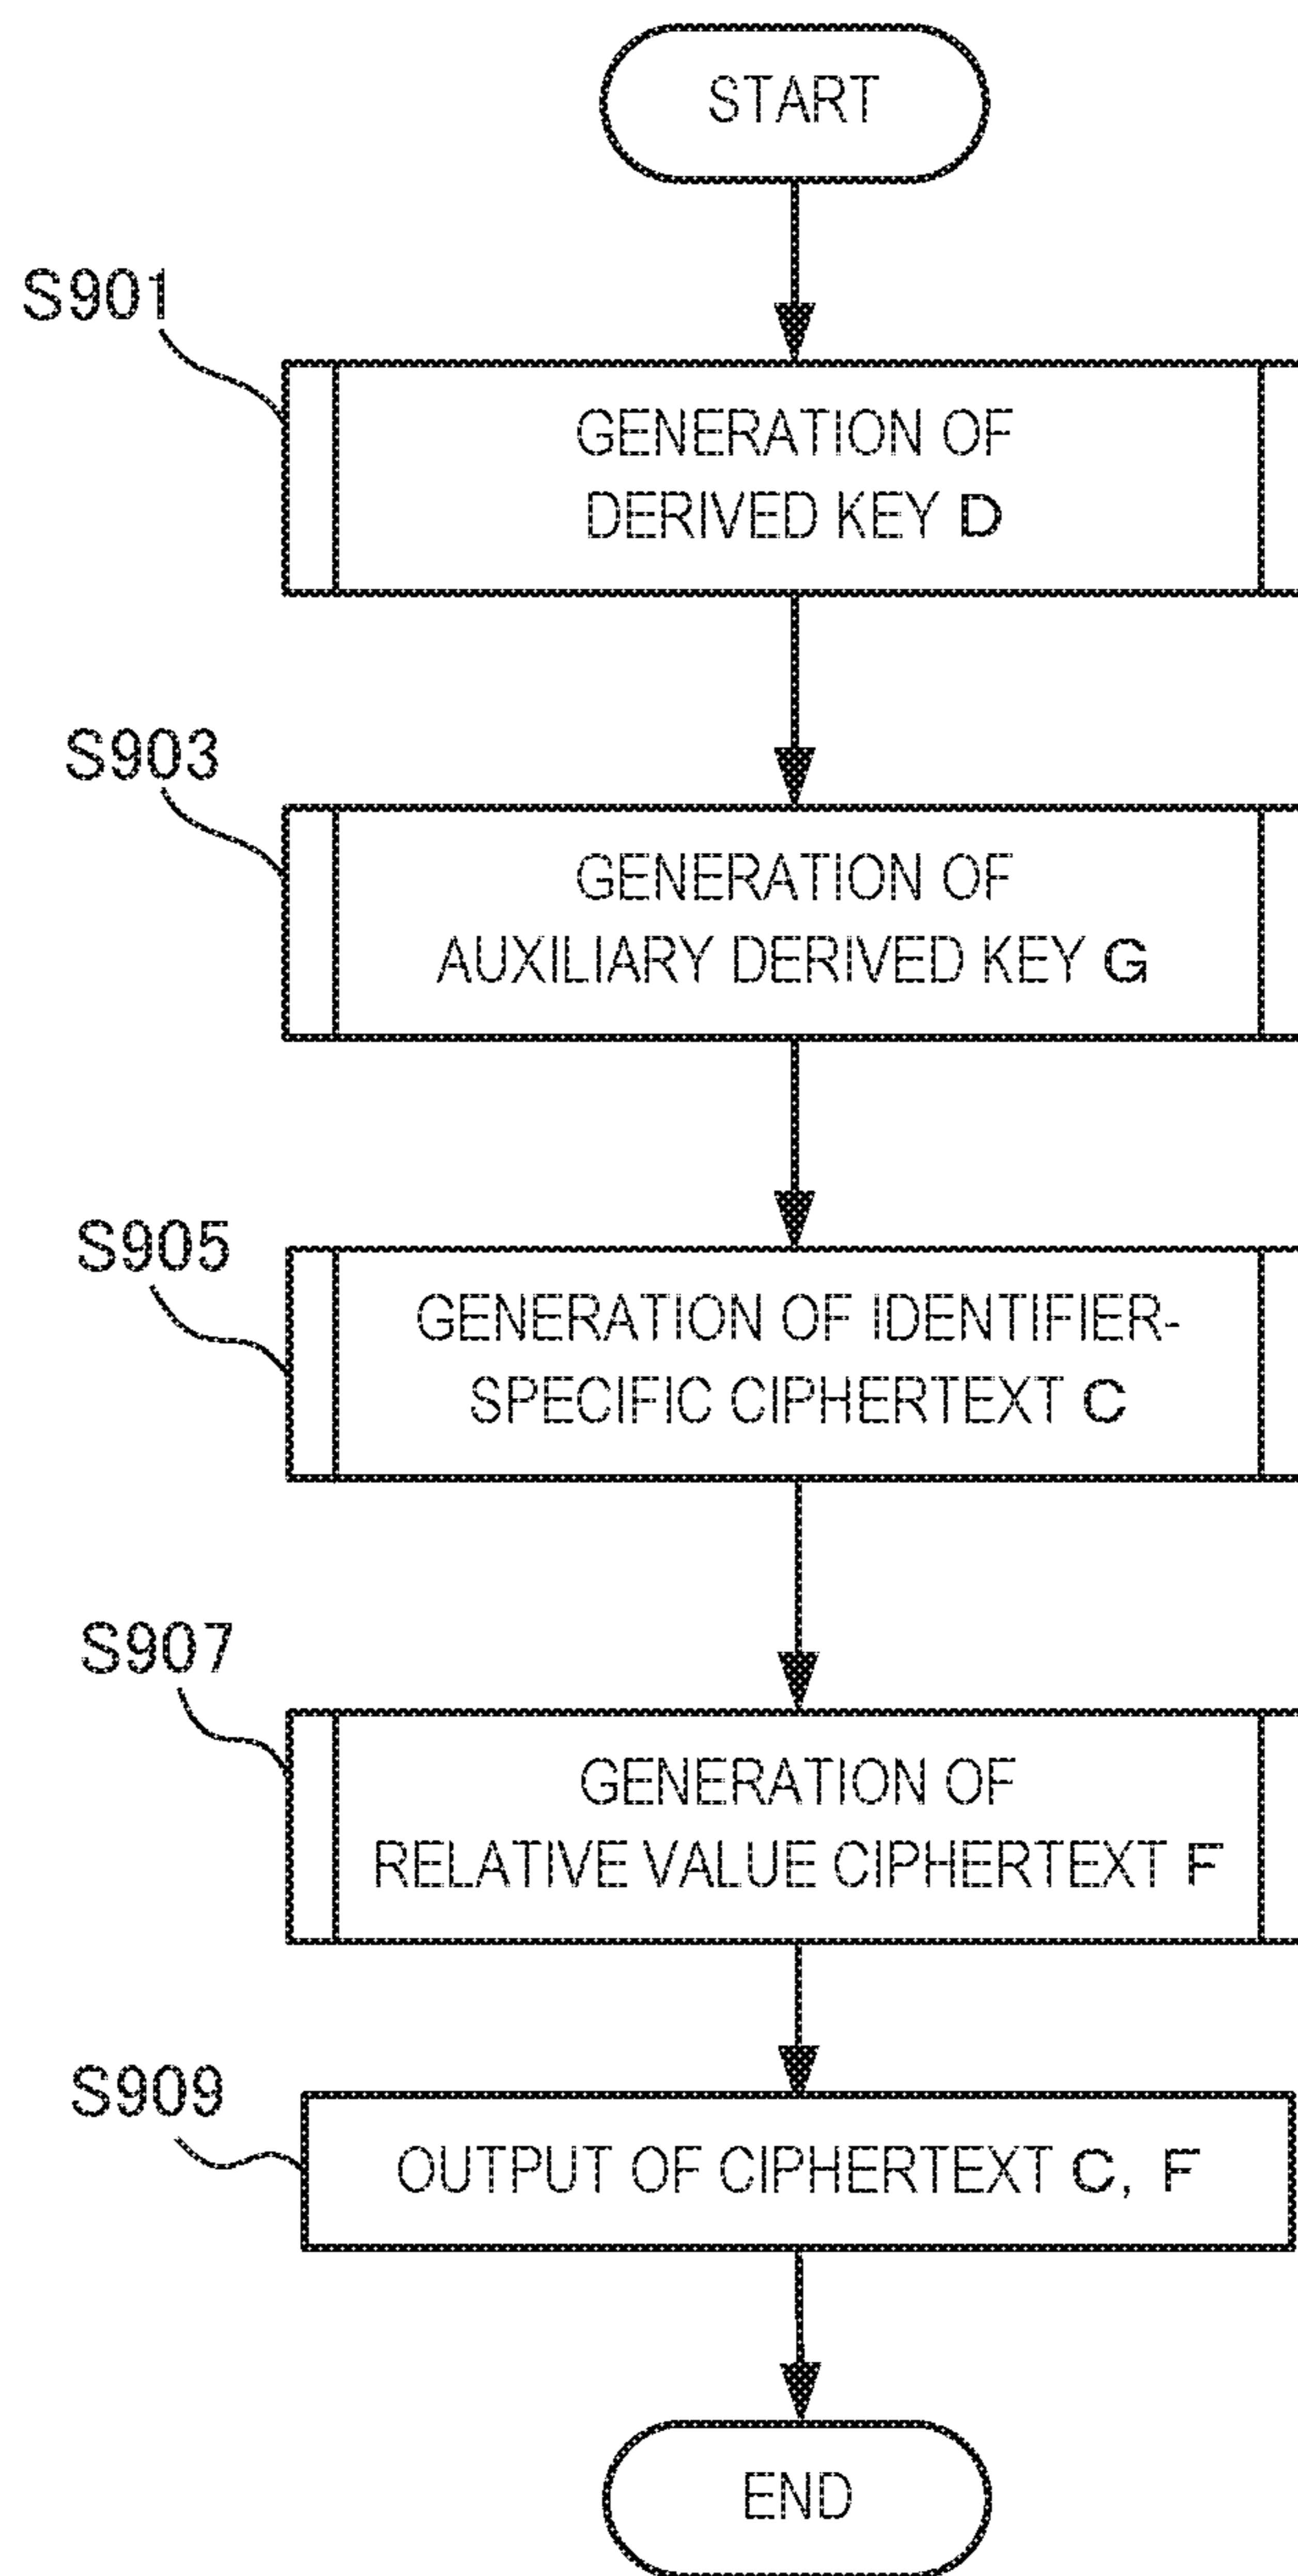 START
S901
GENERATION OF
DERIVED KEY D
S903
GENERATION OF
AUXILIARY DERIVED KEY G
S905
GENERATION OF IDENTIFIER-
SPECIFIC CIPHERTEXT C
S907
GENERATION OF
RELATIVE VALUE CIPHERTEXT F
S909
OUTPUT OF CIPHERTEXT C, F
END